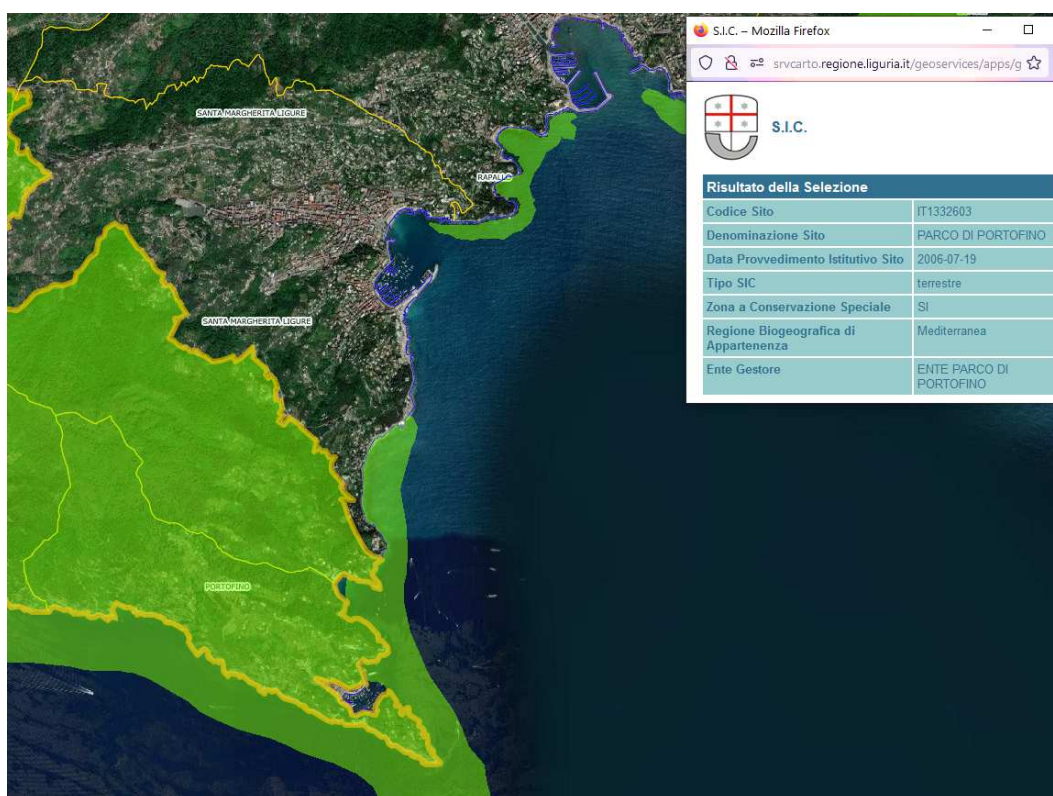 S.I.C. – Mozilla Firefox
srvcarto.regione.liguria.it/geoservices/apps/g
S.I.C.
Risultato della Selezione
Codice Sito IT1332603
Denominazione Sito PARCO DI PORTOFINO
Data Provvedimento Istitutivo Sito 2006-07-19
Tipo SIC terrestre
Zona a Conservazione Speciale SI
Regione Biogeografica di
Appartenenza Mediterranea
Ente Gestore ENTE PARCO DI
PORTOFINO
SANTA MARGHERITA LIGURE
RAPALLO
SANTA MARGHERITA LIGURE
PORTOFINO